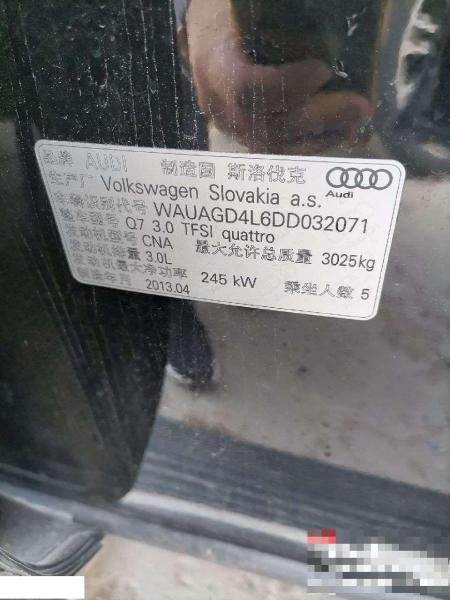 品牌 AUDI 制造国 斯洛伐克
生产厂 Volkswagen Slovakia a.s.
Audi
车辆识别代号 WAUAGD4L6DD032071
整车型号 Q7 3.0 TFSI quattro
发动机型号 CNA 最大允许总质量 3025kg
发动机排量 3.0L
发动机最大净功率 245 kW 乘坐人数 5
制造年月 2013.04